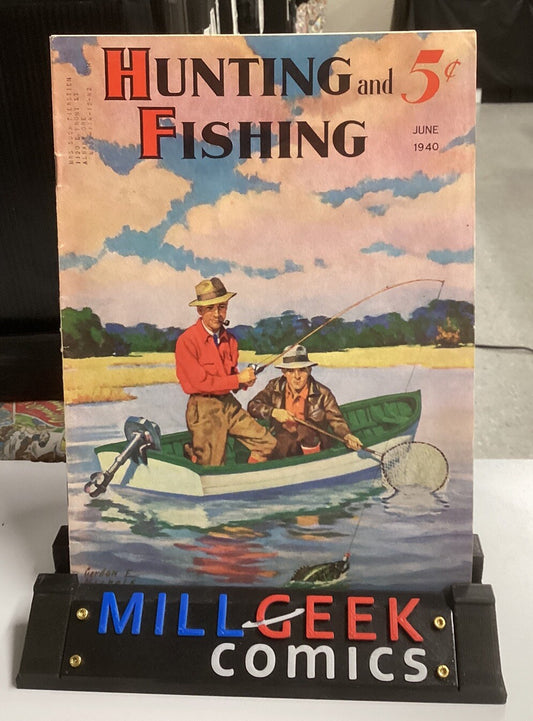 HUNTING and 5¢
FISHING
JUNE
1940
MILLGEEK
comics